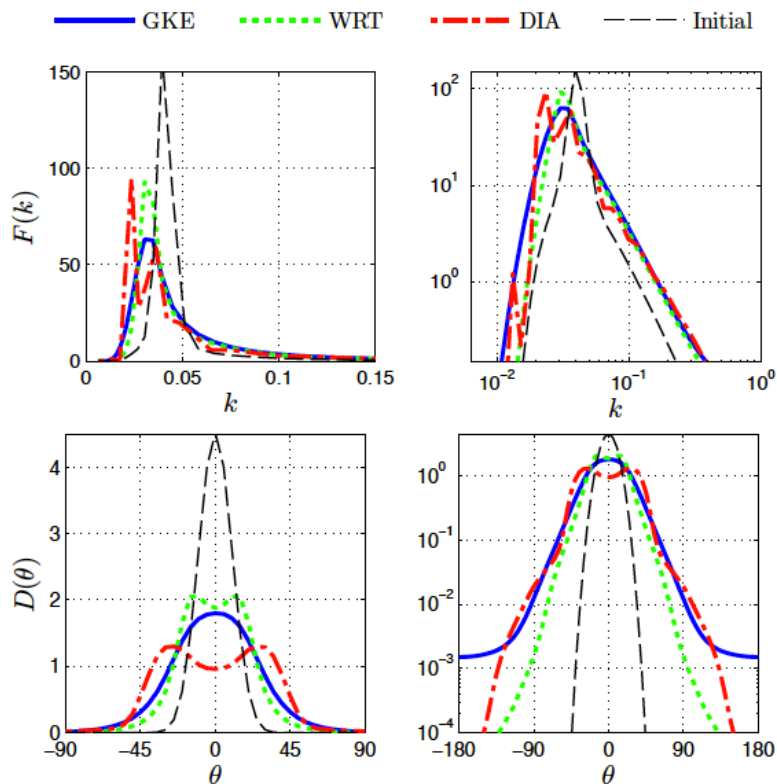 GKE WRT DIA Initial
150
100
50
0
F(k)
0 0.05 0.1 0.15
k
10²
10¹
10⁰
10⁻² 10⁻¹ 10⁰
k
4
3
2
1
0
D(θ)
−90 −45 0 45 90
θ
10⁰
10⁻¹
10⁻²
10⁻³
10⁻⁴
−180 −90 0 90 180
θ